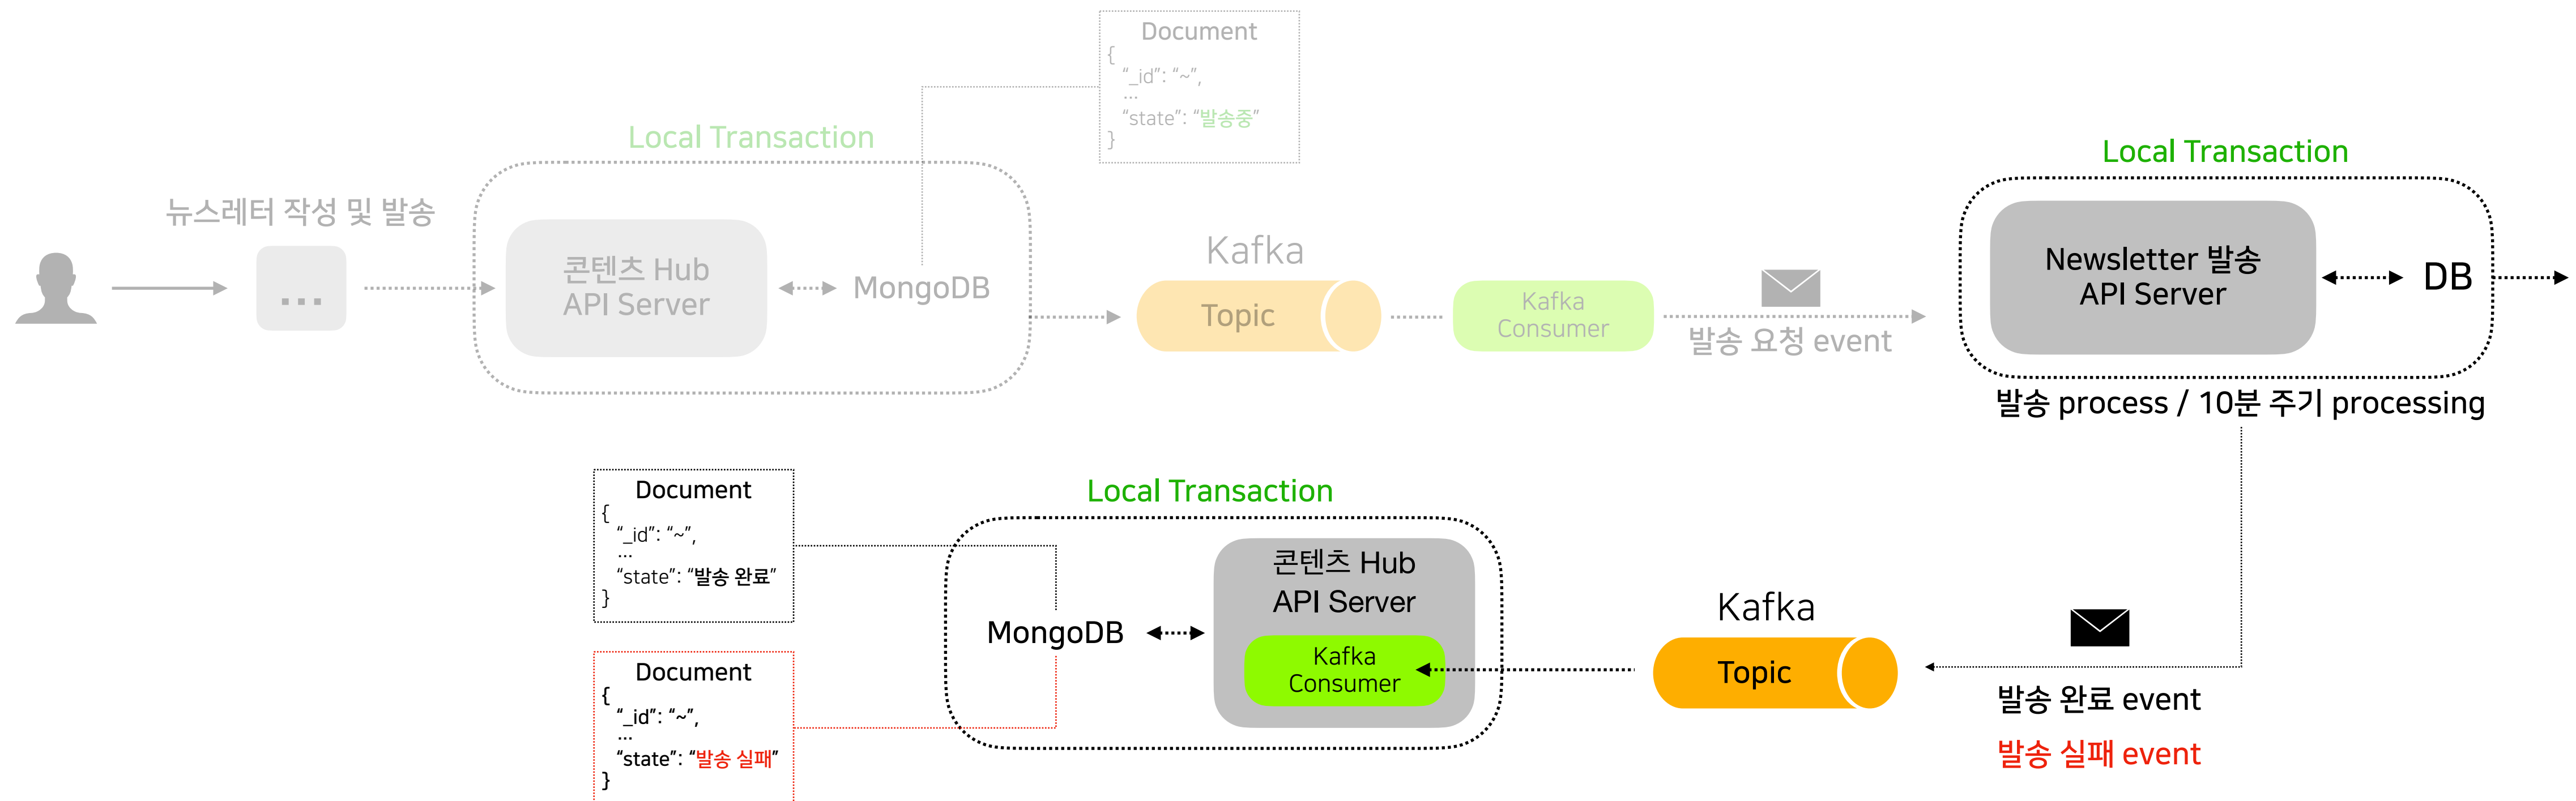 Document
{
“_id”: “~”,
...
“state”: “발송중”
}
Local Transaction
뉴스레터 작성 및 발송
...
콘텐츠 Hub
API Server
MongoDB
Kafka
Topic
Kafka
Consumer
발송 요청 event
Local Transaction
Newsletter 발송
API Server
DB
발송 process / 10분 주기 processing
Document
{
“_id”: “~”,
...
“state”: “발송 완료”
}
Document
{
“_id”: “~”,
...
“state”: “발송 실패”
}
Local Transaction
MongoDB
콘텐츠 Hub
API Server
Kafka
Consumer
Kafka
Topic
발송 완료 event
발송 실패 event